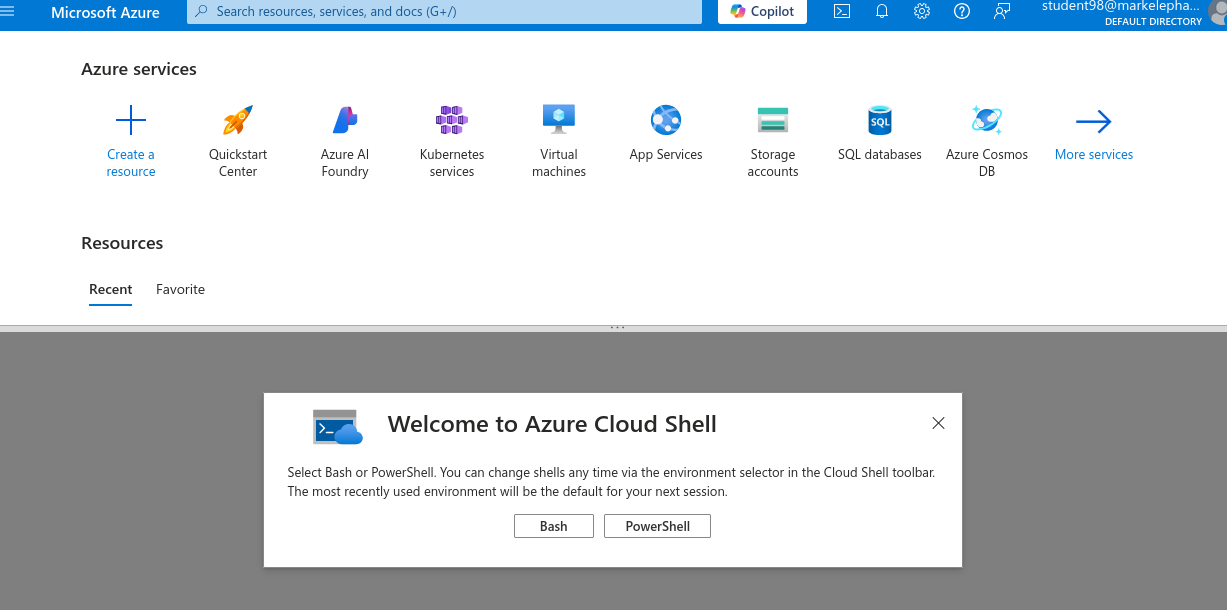 Microsoft Azure
Search resources, services, and docs (G+/)
Copilot
student98@markelepha...
DEFAULT DIRECTORY
Azure services
Create a
resource
Quickstart
Center
Azure AI
Foundry
Kubernetes
services
Virtual
machines
App Services
Storage
accounts
SQL
SQL databases
Azure Cosmos
DB
More services
Resources
Recent
Favorite
Welcome to Azure Cloud Shell
Select Bash or PowerShell. You can change shells any time via the environment selector in the Cloud Shell toolbar.
The most recently used environment will be the default for your next session.
Bash
PowerShell